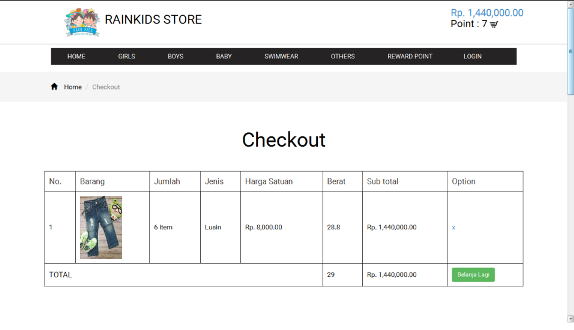 RAINKIDS STORE
Rp. 1,440,000.00
Point : 7
HOME GIRLS BOYS BABY SWIMWEAR OTHERS REWARD POINT LOGIN
Home / Checkout
Checkout
No. Barang Jumlah Jenis Harga Satuan Berat Sub total Option
1 6 Item Lusin Rp. 8,000.00 28.8 Rp. 1,440,000.00 x
TOTAL 29 Rp. 1,440,000.00 Belanja Lagi